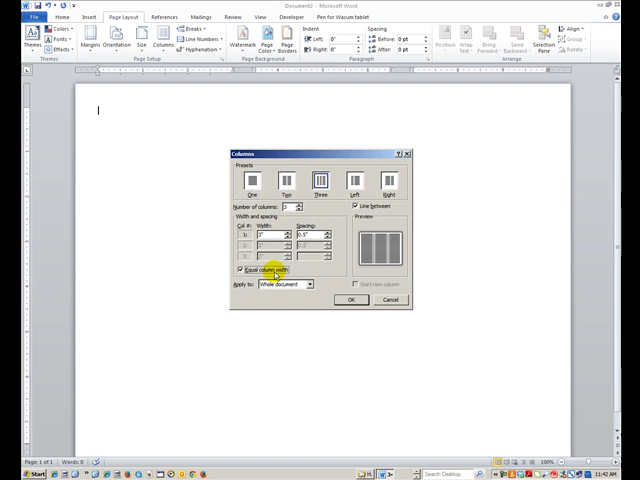 Document2 - Microsoft Word
File Home Insert Page Layout References Mailings Review View Developer Pen for Wacom tablet
Colors Breaks Indent Spacing
Fonts Line Numbers Left: 0" Before: 0 pt Group
Themes Effects Margins Orientation Size Columns Hyphenation Watermark Page Color Page Borders Right: 0" After: 0 pt Position Wrap Text Bring Forward Send Backward Selection Pane Rotate
Themes Page Setup Page Background Paragraph Arrange
Columns
Presets
One Two Three Left Right
Number of columns: 3 Line between
Width and spacing Preview
Col #: Width: Spacing:
1: 3" 0.5"
2:
3:
Equal column width
Apply to: Whole document Start new column
OK Cancel
Page: 1 of 1 Words: 0 100%
Start Search Desktop 11:42 AM